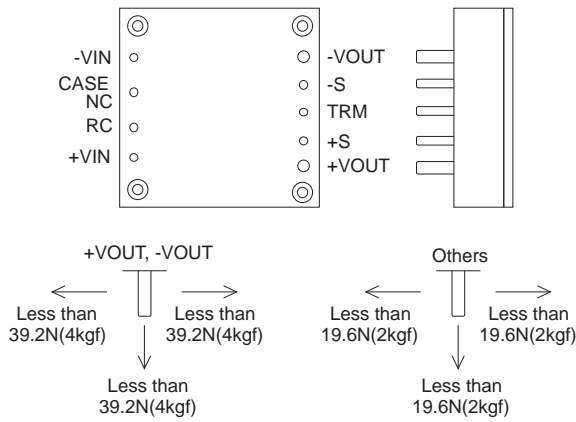 -VIN
CASE
NC
RC
+VIN
-VOUT
-S
TRM
+S
+VOUT
+VOUT, -VOUT
Less than
39.2N(4kgf)
Less than
39.2N(4kgf)
Less than
39.2N(4kgf)
Others
Less than
19.6N(2kgf)
Less than
19.6N(2kgf)
Less than
19.6N(2kgf)